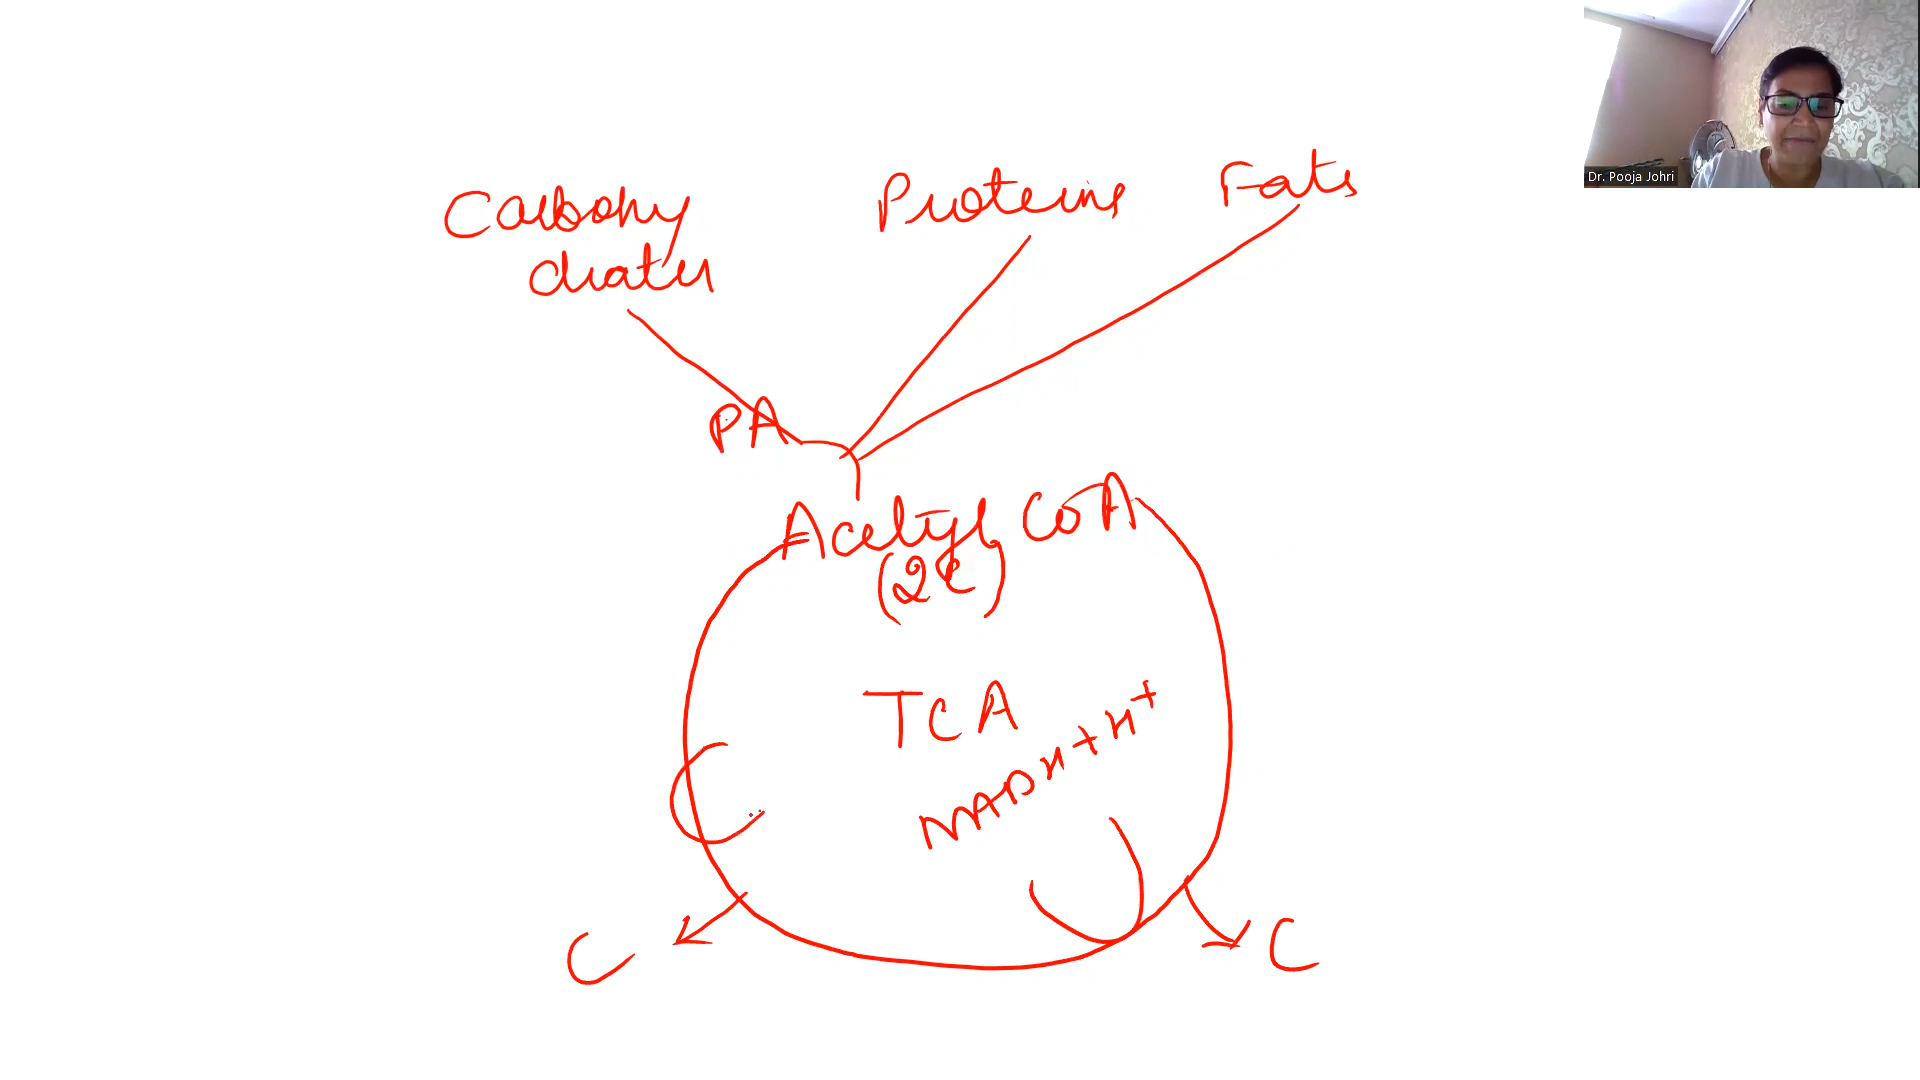 Dr. Pooja Johri
Carbohy
drates
Proteins
Fats
PA
Acetyl CoA
(2C)
TCA
NADH+H+
C
C